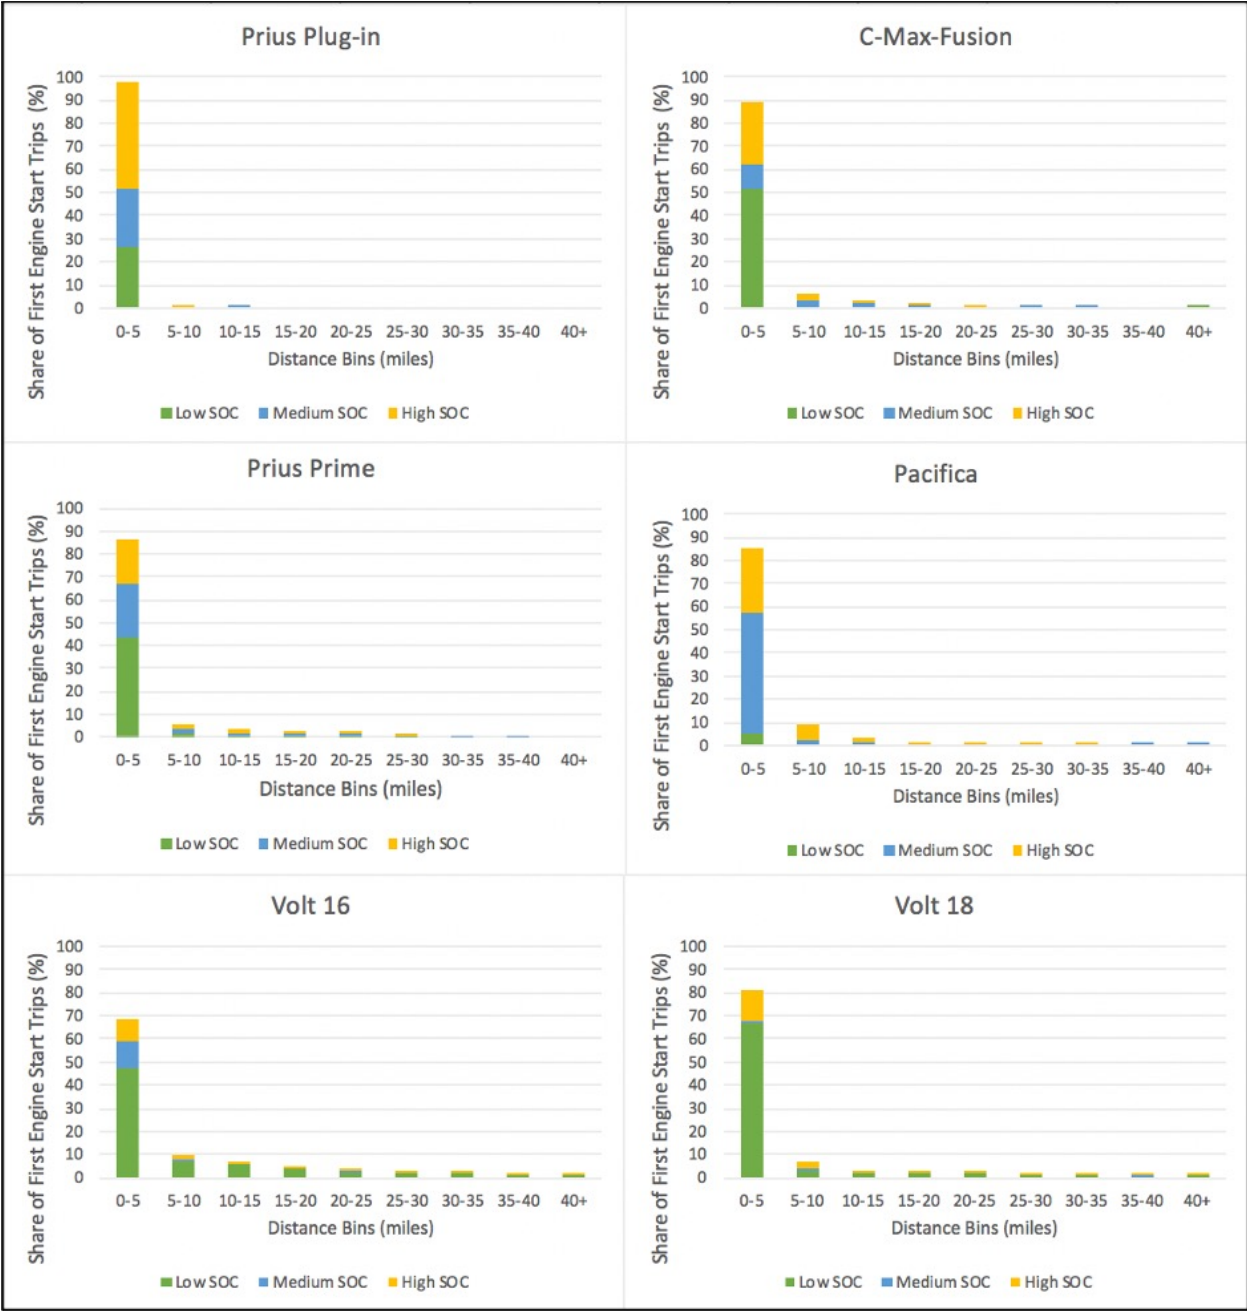 Prius Plug-in
Share of First Engine Start Trips (%)
100
90
80
70
60
50
40
30
20
10
0
0-5 5-10 10-15 15-20 20-25 25-30 30-35 35-40 40+
Distance Bins (miles)
Low SOC Medium SOC High SOC
C-Max-Fusion
Share of First Engine Start Trips (%)
100
90
80
70
60
50
40
30
20
10
0
0-5 5-10 10-15 15-20 20-25 25-30 30-35 35-40 40+
Distance Bins (miles)
Low SOC Medium SOC High SOC
Prius Prime
Share of First Engine Start Trips (%)
100
90
80
70
60
50
40
30
20
10
0
0-5 5-10 10-15 15-20 20-25 25-30 30-35 35-40 40+
Distance Bins (miles)
Low SOC Medium SOC High SOC
Pacifica
Share of First Engine Start Trips (%)
100
90
80
70
60
50
40
30
20
10
0
0-5 5-10 10-15 15-20 20-25 25-30 30-35 35-40 40+
Distance Bins (miles)
Low SOC Medium SOC High SOC
Volt 16
Share of First Engine Start Trips (%)
100
90
80
70
60
50
40
30
20
10
0
0-5 5-10 10-15 15-20 20-25 25-30 30-35 35-40 40+
Distance Bins (miles)
Low SOC Medium SOC High SOC
Volt 18
Share of First Engine Start Trips (%)
100
90
80
70
60
50
40
30
20
10
0
0-5 5-10 10-15 15-20 20-25 25-30 30-35 35-40 40+
Distance Bins (miles)
Low SOC Medium SOC High SOC